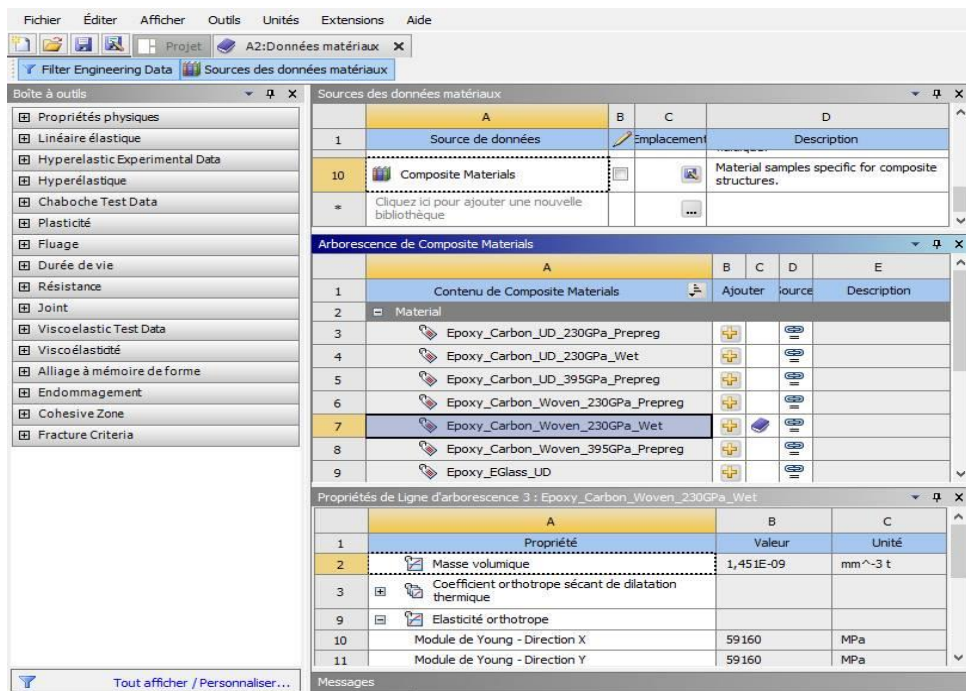 Fichier Éditer Afficher Outils Unités Extensions Aide
Projet A2:Données matériaux
Filter Engineering Data Sources des données matériaux
Boîte à outils
Propriétés physiques
Linéaire élastique
Hyperelastic Experimental Data
Hyperélastique
Chaboche Test Data
Plasticité
Fluage
Durée de vie
Résistance
Joint
Viscoelastic Test Data
Viscoélasticité
Alliage à mémoire de forme
Endommagement
Cohesive Zone
Fracture Criteria
Tout afficher / Personnaliser...
Sources des données matériaux
A B C D
1 Source de données Emplacement Description
10 Composite Materials Material samples specific for composite
structures.
* Cliquez ici pour ajouter une nouvelle
bibliothèque ...
Arborescence de Composite Materials
A B C D E
1 Contenu de Composite Materials Ajouter Source Description
2 Material
3 Epoxy_Carbon_UD_230GPa_Prepreg
4 Epoxy_Carbon_UD_230GPa_Wet
5 Epoxy_Carbon_UD_395GPa_Prepreg
6 Epoxy_Carbon_Woven_230GPa_Prepreg
7 Epoxy_Carbon_Woven_230GPa_Wet
8 Epoxy_Carbon_Woven_395GPa_Prepreg
9 Epoxy_EGlass_UD
Propriétés de Ligne d'arborescence 3 : Epoxy_Carbon_Woven_230GPa_Wet
A B C
1 Propriété Valeur Unité
2 Masse volumique 1,451E-09 mm^-3 t
3 Coefficient orthotrope sécant de dilatation
thermique
9 Elasticité orthotrope
10 Module de Young - Direction X 59160 MPa
11 Module de Young - Direction Y 59160 MPa
Messages